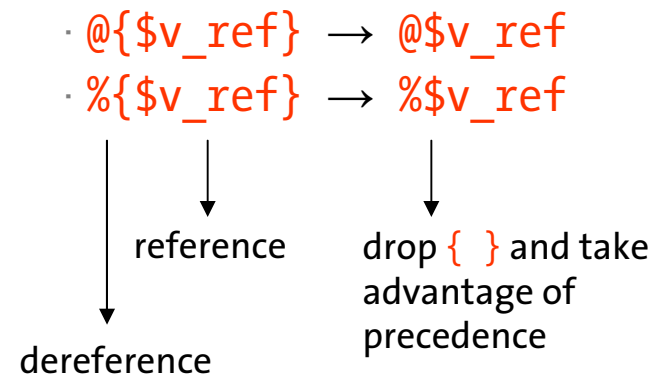 · @{$v_ref} → @$v_ref
· %{$v_ref} → %$v_ref
reference
drop { } and take
advantage of
precedence
dereference